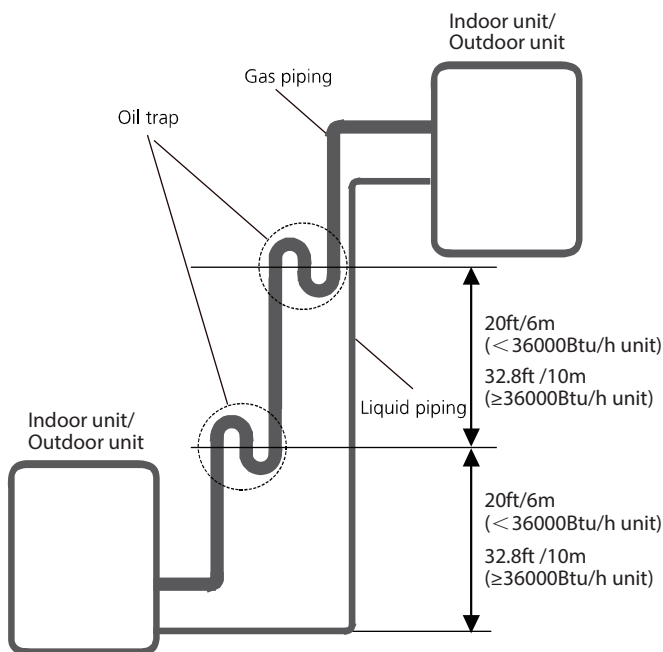 Indoor unit/
Outdoor unit
Gas piping
Oil trap
20ft/6m
(<36000Btu/h unit)
32.8ft /10m
(≥36000Btu/h unit)
Liquid piping
Indoor unit/
Outdoor unit
20ft/6m
(<36000Btu/h unit)
32.8ft /10m
(≥36000Btu/h unit)